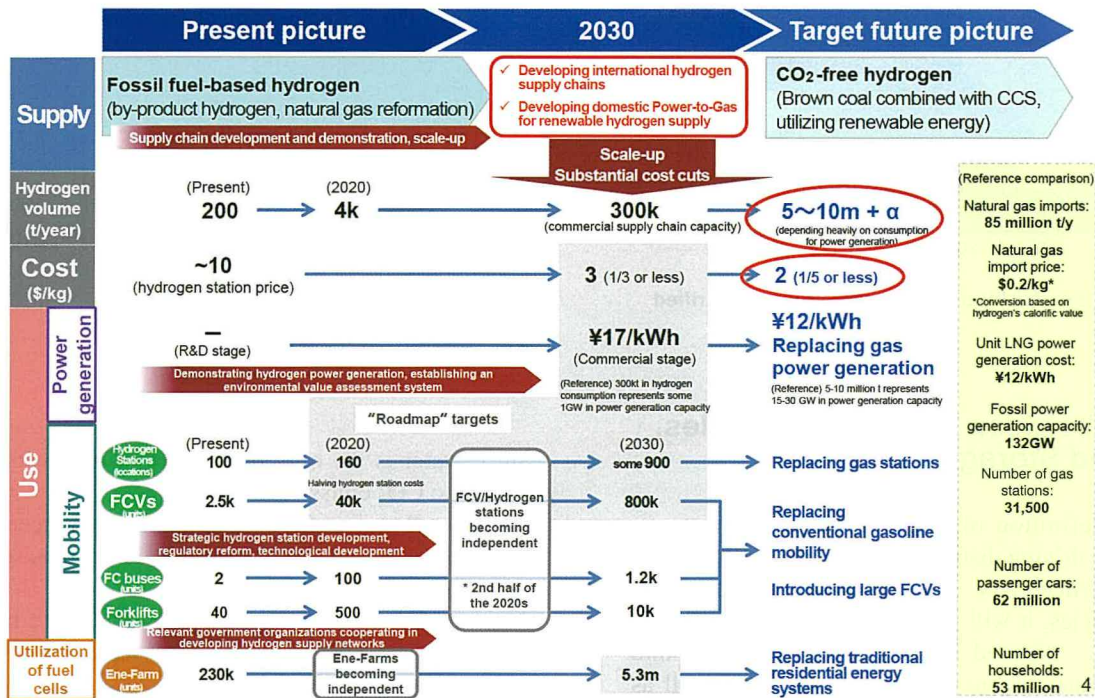 Present picture
2030
Target future picture
Supply
Fossil fuel-based hydrogen
(by-product hydrogen, natural gas reformation)
Supply chain development and demonstration, scale-up
✓ Developing international hydrogen
supply chains
✓ Developing domestic Power-to-Gas
for renewable hydrogen supply
CO2-free hydrogen
(Brown coal combined with CCS,
utilizing renewable energy)
Scale-up
Substantial cost cuts
Hydrogen
volume
(t/year)
(Present)
200
(2020)
4k
300k
(commercial supply chain capacity)
5～10m + α
(depending heavily on consumption
for power generation)
Cost
($/kg)
~10
(hydrogen station price)
3 (1/3 or less)
2 (1/5 or less)
Use
Power
generation
–
(R&D stage)
¥17/kWh
(Commercial stage)
¥12/kWh
Replacing gas
power generation
Demonstrating hydrogen power generation, establishing an
environmental value assessment system
(Reference) 300kt in hydrogen
consumption represents some
1GW in power generation capacity
(Reference) 5-10 million t represents
15-30 GW in power generation capacity
"Roadmap" targets
Mobility
(Present)
(2020)
(2030)
Hydrogen
Stations
(locations)
100
160
some 900
Replacing gas stations
Halving hydrogen station costs
FCVs
(units)
2.5k
40k
800k
FCV/Hydrogen
stations
becoming
independent
* 2nd half of
the 2020s
Replacing
conventional gasoline
mobility
Strategic hydrogen station development,
regulatory reform, technological development
FC buses
(units)
2
100
1.2k
Introducing large FCVs
Forklifts
(units)
40
500
10k
Relevant government organizations cooperating in
developing hydrogen supply networks
Utilization
of fuel
cells
Ene-Farm
(units)
230k
Ene-Farms
becoming
independent
5.3m
Replacing traditional
residential energy
systems
(Reference comparison)
Natural gas imports:
85 million t/y
Natural gas
import price:
$0.2/kg*
*Conversion based on
hydrogen's calorific value
Unit LNG power
generation cost:
¥12/kWh
Fossil power
generation capacity:
132GW
Number of gas
stations:
31,500
Number of
passenger cars:
62 million
Number of
households:
53 million
4